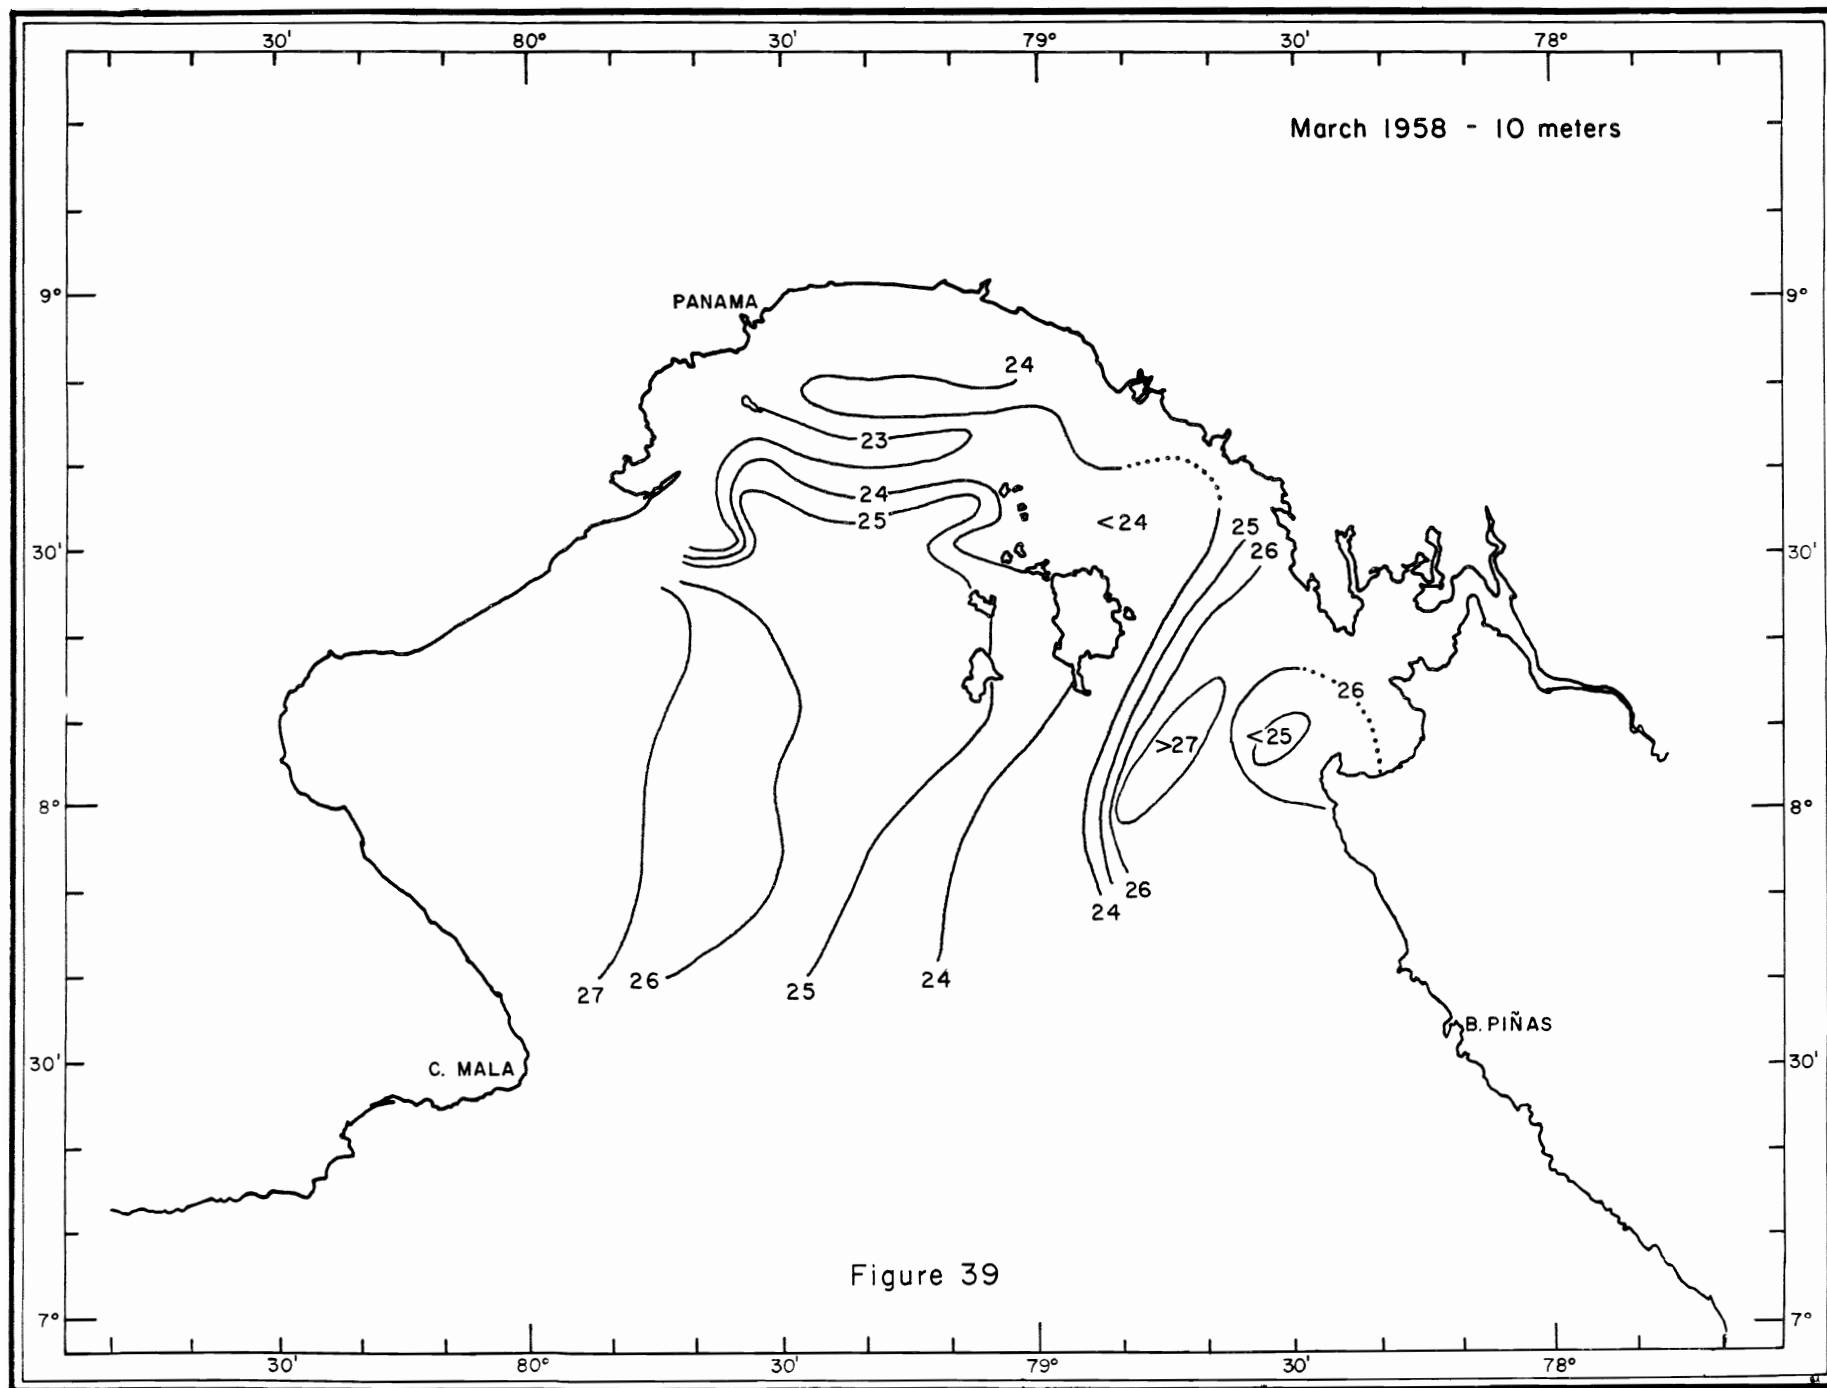 30' 80° 30' 79° 30' 78°
March 1958 - 10 meters
9° PANAMA 9°
24
23
24
25 <24 25
30' 26 30'
26
<25
>27
8° 8°
26
24
27 26 25 24
B. PIÑAS
30' C. MALA 30'
Figure 39
7° 7°
30' 80° 30' 79° 30' 78°